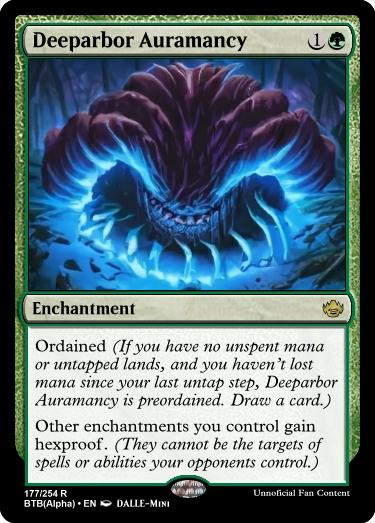 Deeparbor Auramancy 1
Enchantment
Ordained (If you have no unspent mana
or untapped lands, and you haven't lost
mana since your last untap step, Deeparbor
Auramancy is preordained. Draw a card.)
Other enchantments you control gain
hexproof. (They cannot be the targets of
spells or abilities your opponents control.)
177/254 R
BTB(Alpha) • EN DALLE-Mini
Unofficial Fan Content